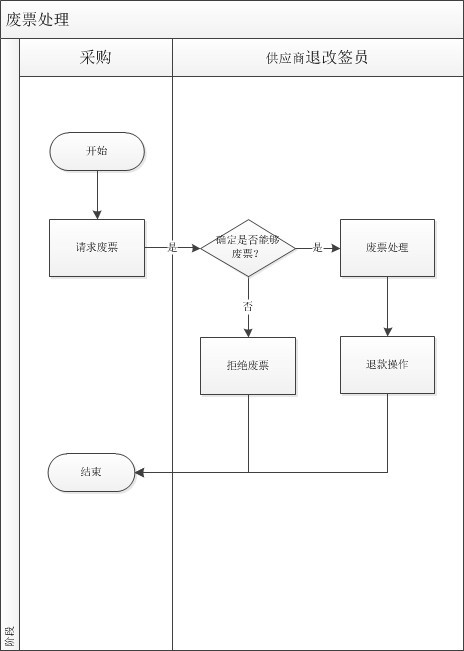 废票处理
采购
供应商退改签员
开始
请求废票
是
确定是否能够
废票？
是
废票处理
否
拒绝废票
退款操作
结束
阶段